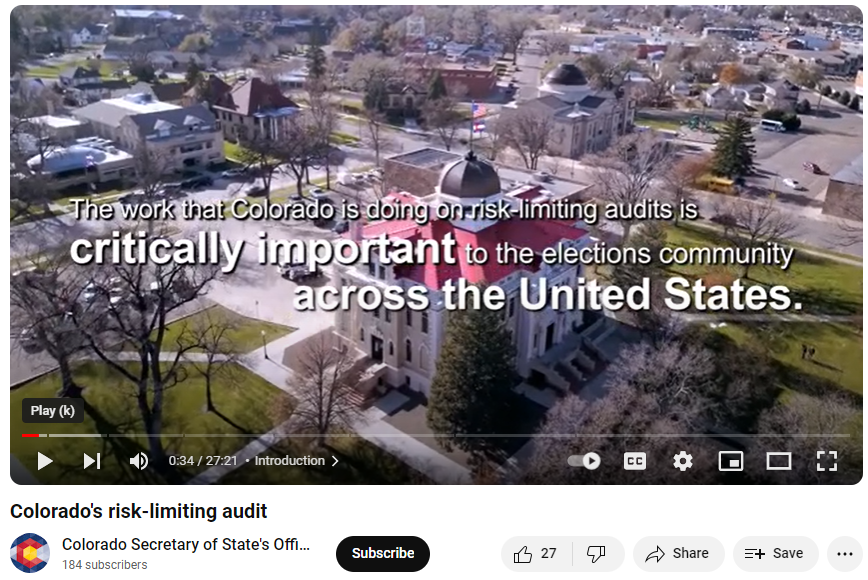 The work that Colorado is doing on risk-limiting audits is
critically important to the elections community
across the United States.
Play (k)
0:34 / 27:21 • Introduction
CC
Colorado's risk-limiting audit
Colorado Secretary of State's Offi...
184 subscribers
Subscribe
27
Share
Save